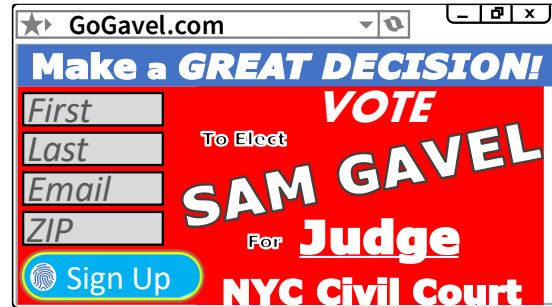 GoGavel.com
Make a GREAT DECISION!
First
Last
Email
ZIP
Sign Up
VOTE
To Elect
SAM GAVEL
For Judge
NYC Civil Court